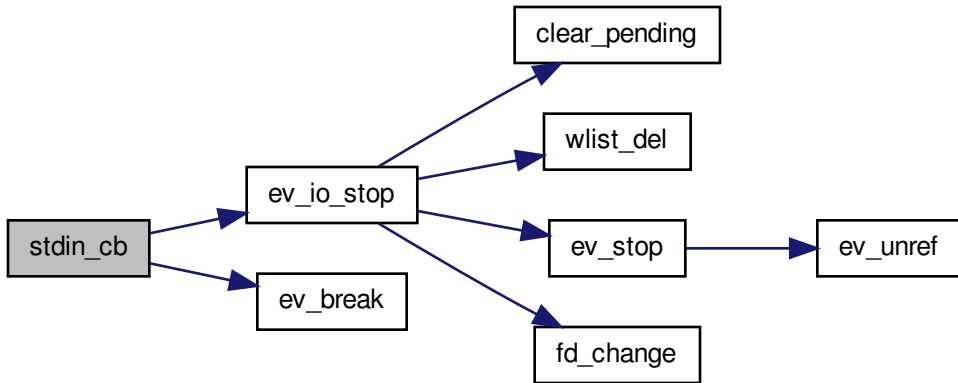 clear_pending
wlist_del
ev_io_stop
stdin_cb
ev_stop
ev_unref
ev_break
fd_change